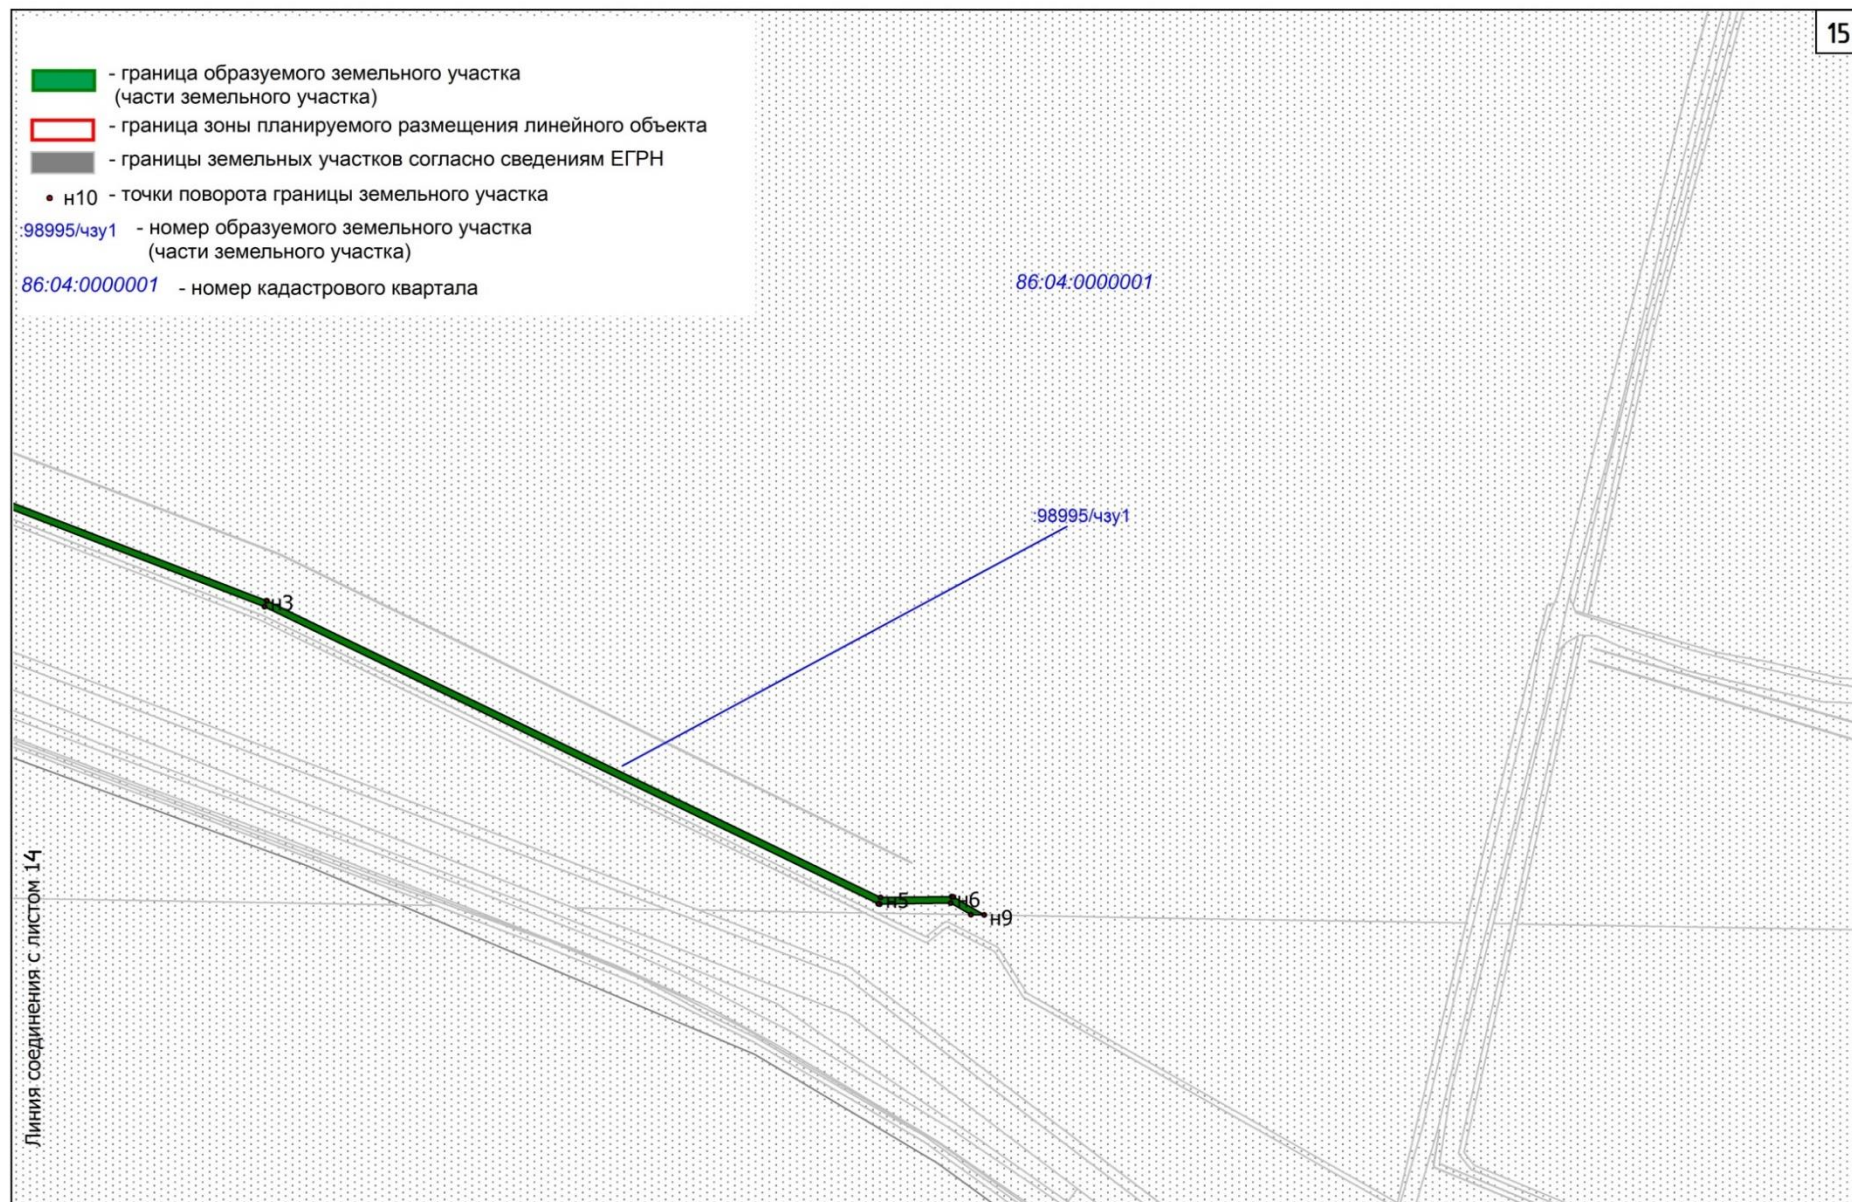 15
- граница образуемого земельного участка
(части земельного участка)
- граница зоны планируемого размещения линейного объекта
- границы земельных участков согласно сведениям ЕГРН
н10 - точки поворота границы земельного участка
:98995/чзу1 - номер образуемого земельного участка
(части земельного участка)
86:04:0000001 - номер кадастрового квартала
86:04:0000001
:98995/чзу1
н3
н5
н6
н9
Линия соединения с листом 14